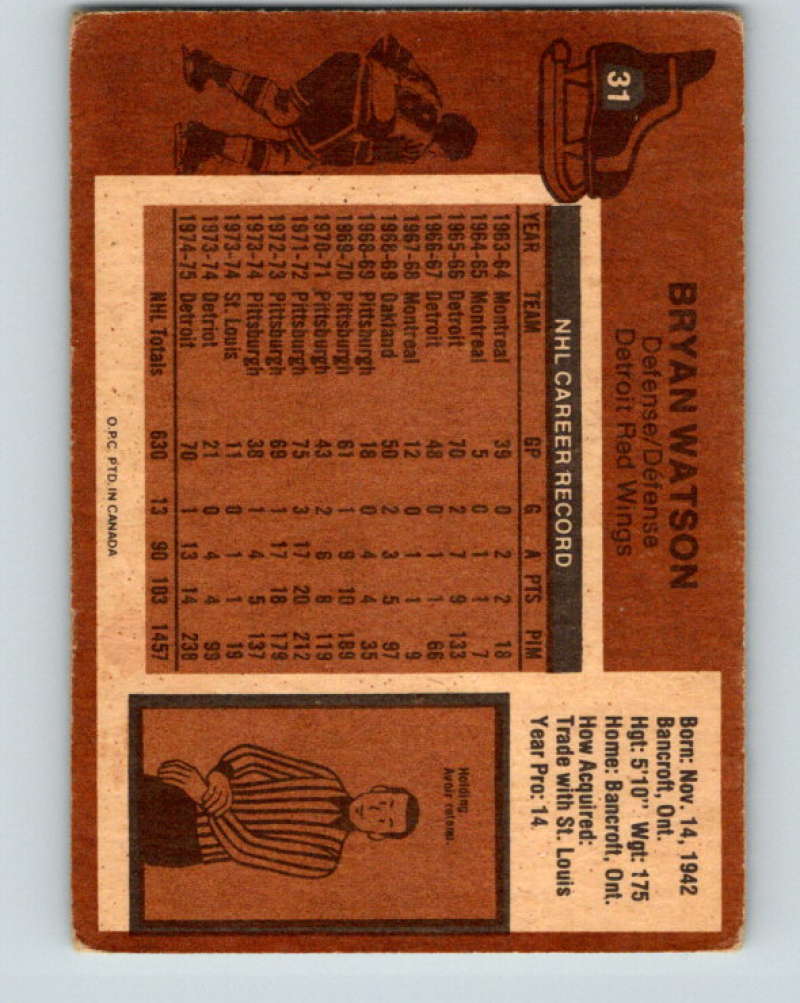 31
BRYAN WATSON
Defense/Défense
Detroit Red Wings
NHL CAREER RECORD
YEAR TEAM GP G A PTS PIM
1963-64 Montreal 39 0 2 2 18
1964-65 Montreal 5 0 1 1 7
1965-66 Detroit 70 2 7 9 133
1966-67 Detroit 48 0 1 1 66
1967-68 Montreal 12 0 1 1 9
1968-69 Oakland 50 2 3 5 97
1968-69 Pittsburgh 18 0 4 4 35
1969-70 Pittsburgh 61 1 9 10 189
1970-71 Pittsburgh 43 2 6 8 119
1971-72 Pittsburgh 75 3 17 20 212
1972-73 Pittsburgh 69 1 17 18 179
1973-74 Pittsburgh 38 1 4 5 137
1973-74 St. Louis 11 0 1 1 19
1973-74 Detriot 21 0 4 4 99
1974-75 Detroit 70 1 13 14 238
NHL Totals 630 13 90 103 1457
O.P.C. PTD. IN CANADA
Born: Nov. 14, 1942
Bancroft, Ont.
Hgt: 5'10" Wgt: 175
Home: Bancroft, Ont.
How Acquired:
Trade with St. Louis
Year Pro: 14
Holding
Avoir retenu.